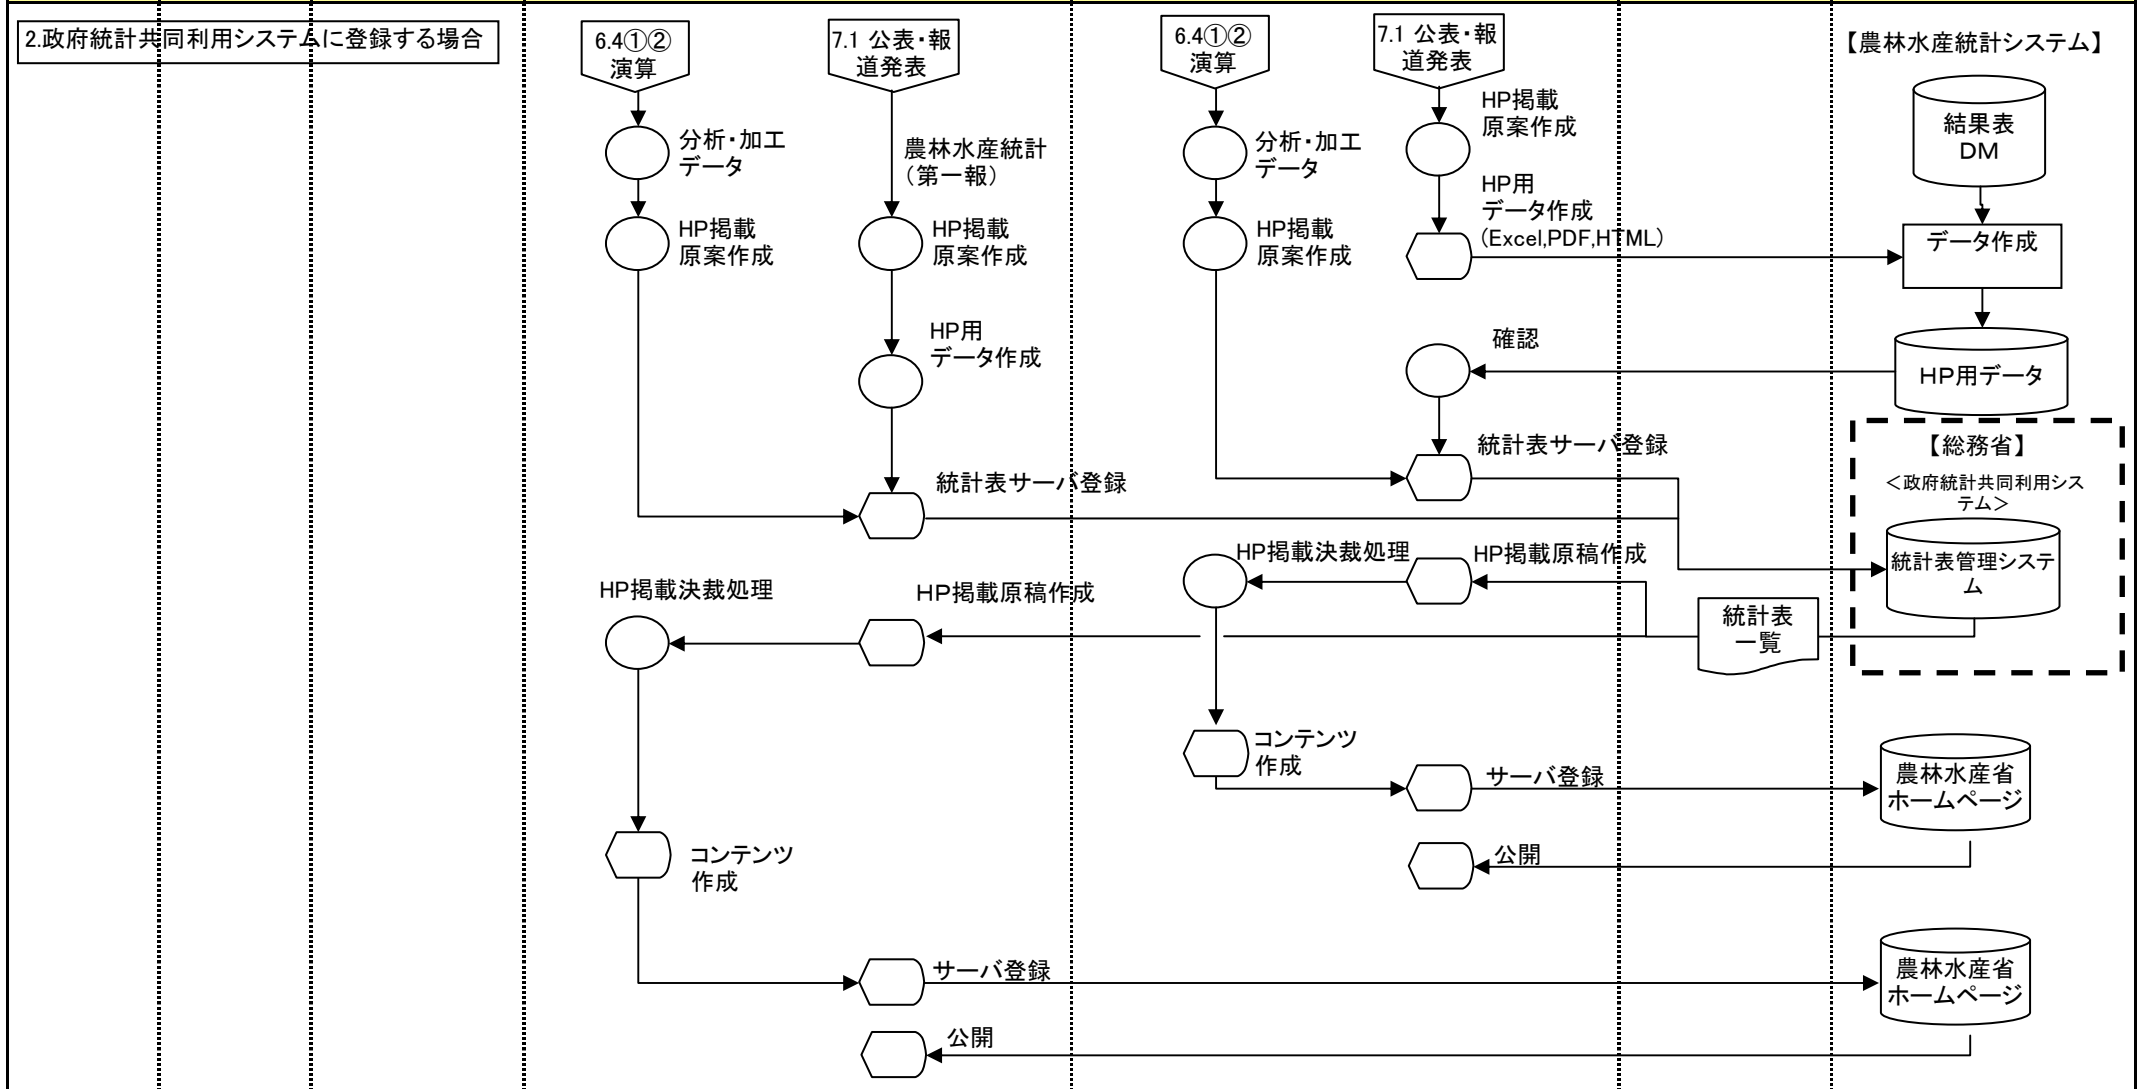 2.政府統計共同利用システムに登録する場合
6.4①②
演算
7.1 公表・報
道発表
6.4①②
演算
7.1 公表・報
道発表
【農林水産統計システム】
結果表
DM
分析・加工
データ
農林水産統計
(第一報)
分析・加工
データ
HP掲載
原案作成
HP用
データ作成
(Excel,PDF,HTML)
データ作成
HP掲載
原案作成
HP掲載
原案作成
HP掲載
原案作成
HP用
データ作成
確認
HP用データ
統計表サーバ登録
統計表サーバ登録
【総務省】
<政府統計共同利用シス
テム>
統計表管理システ
ム
HP掲載決裁処理
HP掲載原稿作成
HP掲載決裁処理
HP掲載原稿作成
統計表
一覧
コンテンツ
作成
サーバ登録
農林水産省
ホームページ
公開
コンテンツ
作成
サーバ登録
農林水産省
ホームページ
公開